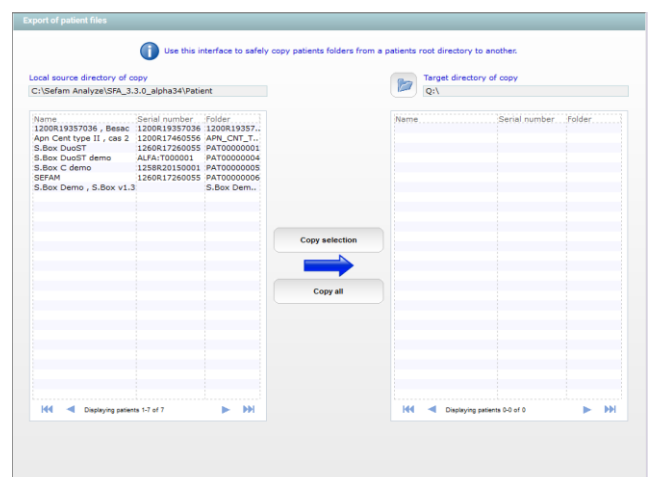 Export of patient files
Use this interface to safely copy patients folders from a patients root directory to another.
Local source directory of copy
C:\Sefam Analyze\SFA_3.3.0_alpha34\Patient
Target directory of copy
Q:\
Name Serial number Folder
1200R19357036 , Besac 1200R19357036 1200R19357..
Apn Cent type II , cas 2 1200R17460556 APN_CNT_T..
S.Box DuoST 1260R17260055 PAT00000001
S.Box DuoST demo ALFA:T000001 PAT00000004
S.Box C demo 1258R20150001 PAT00000005
SEFAM 1260R17260055 PAT00000006
S.Box Demo , S.Box v1.3 S.Box Dem..
Displaying patients 1-7 of 7
Copy selection
Copy all
Name Serial number Folder
Displaying patients 0-0 of 0